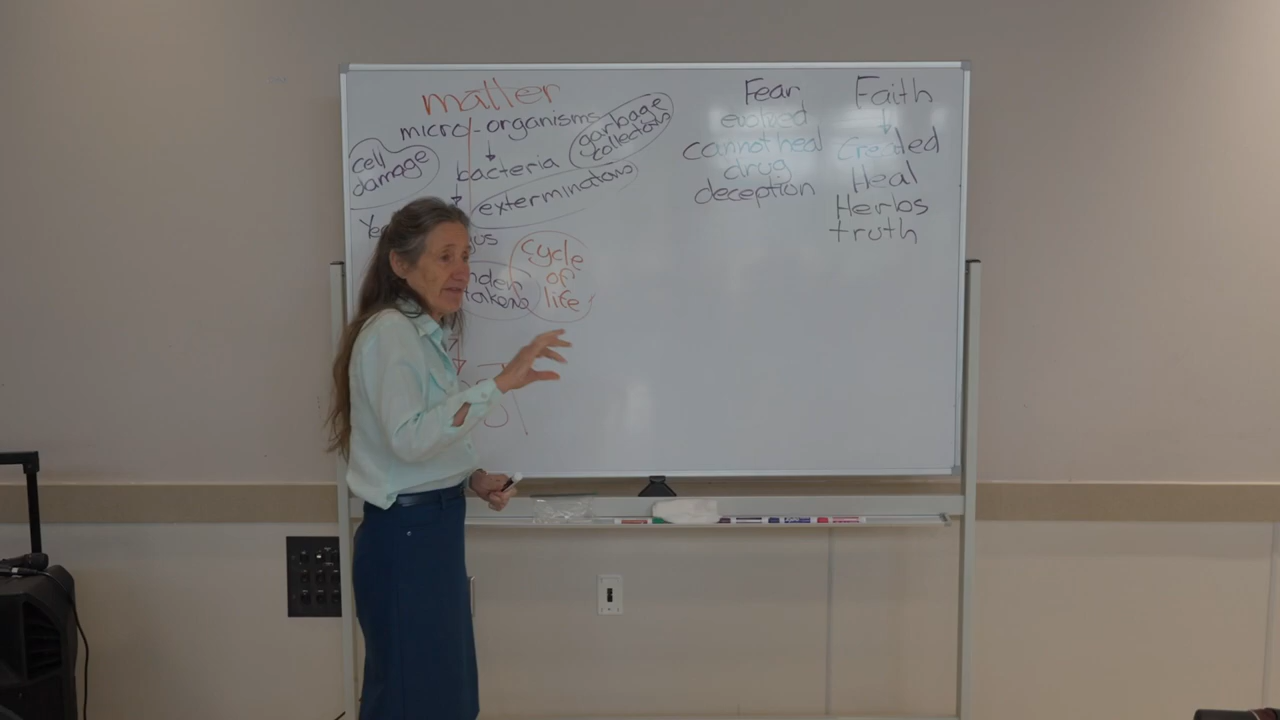 matter
micro-organisms
garbage
collectors
cell
damage
bacteria
exterminators
Cycle
of
life
Fear
evolved
cannot heal
drug
deception
Faith
Created
Heal
Herbs
truth